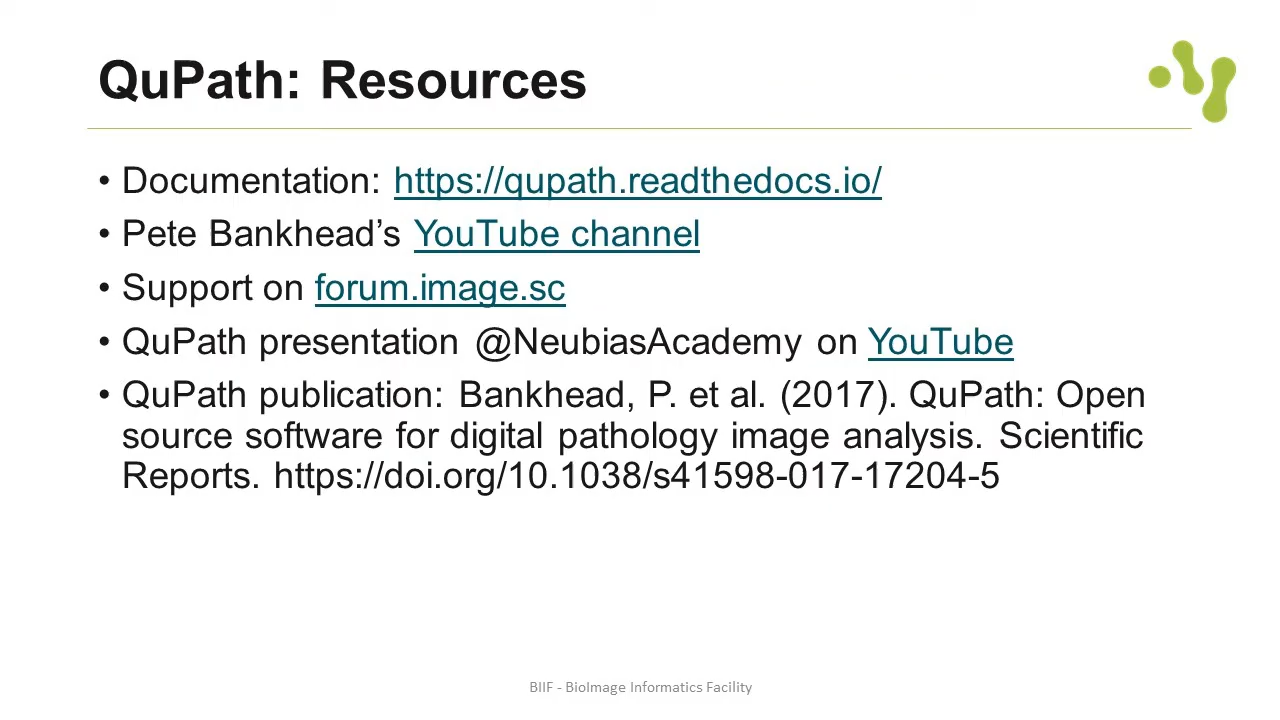 QuPath: Resources
• Documentation: https://qupath.readthedocs.io/
• Pete Bankhead’s YouTube channel
• Support on forum.image.sc
• QuPath presentation @NeubiasAcademy on YouTube
• QuPath publication: Bankhead, P. et al. (2017). QuPath: Open
source software for digital pathology image analysis. Scientific
Reports. https://doi.org/10.1038/s41598-017-17204-5
BIIF - BioImage Informatics Facility